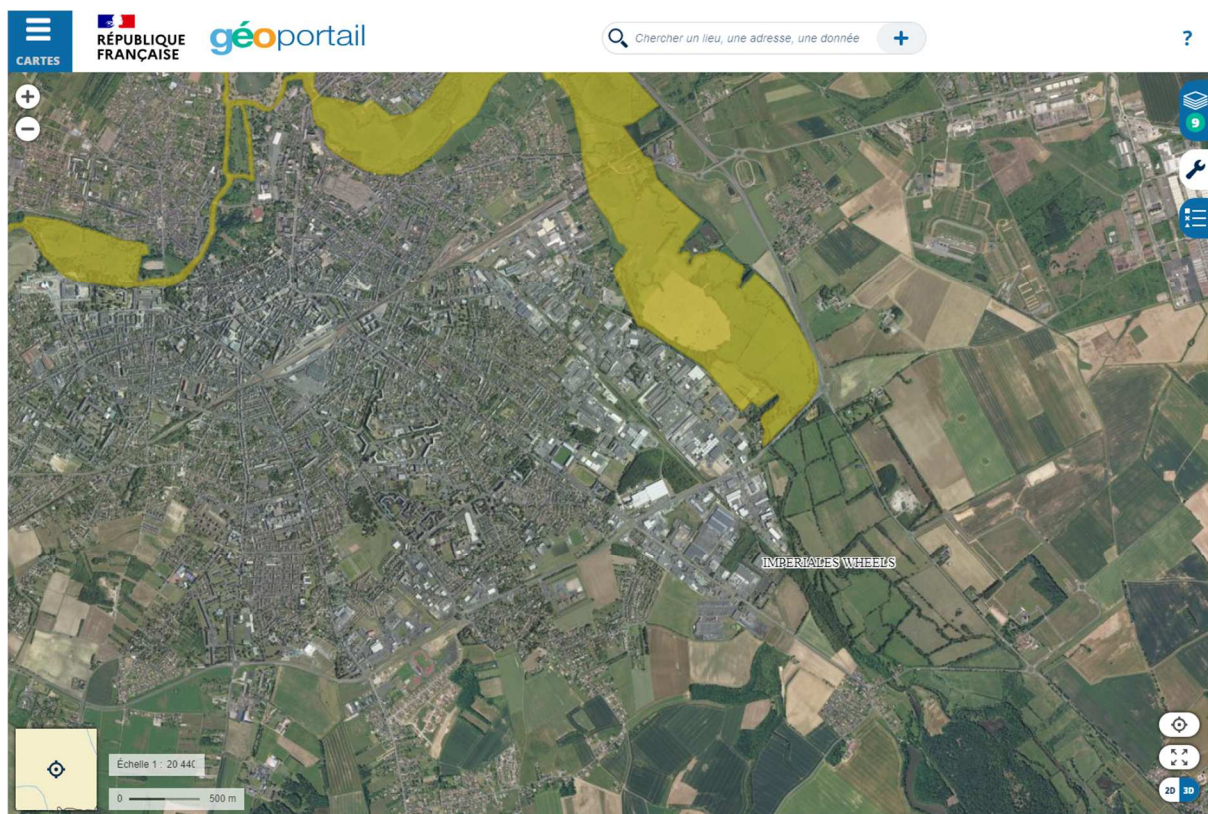 CARTES
RÉPUBLIQUE
FRANÇAISE
géoportail
Chercher un lieu, une adresse, une donnée
+
?
9
IMPERIALES WHEELS
Échelle 1 : 20 440
0
500 m
2D
3D